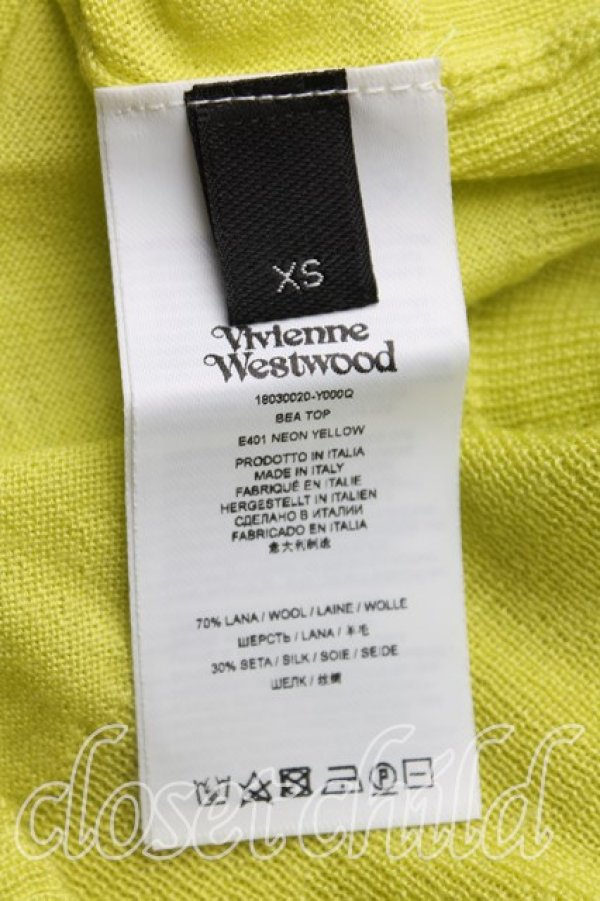 XS
Vivienne
Westwood
18030020-Y000Q
BEA TOP
E401 NEON YELLOW
PRODOTTO IN ITALIA
MADE IN ITALY
FABRIQUÉ EN ITALIE
HERGESTELLT IN ITALIEN
СДЕЛАНО В ИТАЛИИ
FABRICADO EN ITALIA
意大利制造
70% LANA / WOOL / LAINE / WOLLE
ШЕРСТЬ / LANA / 羊毛
30% SETA / SILK / SOIE / SEIDE
ШЕЛК / 丝绸
P
closet child